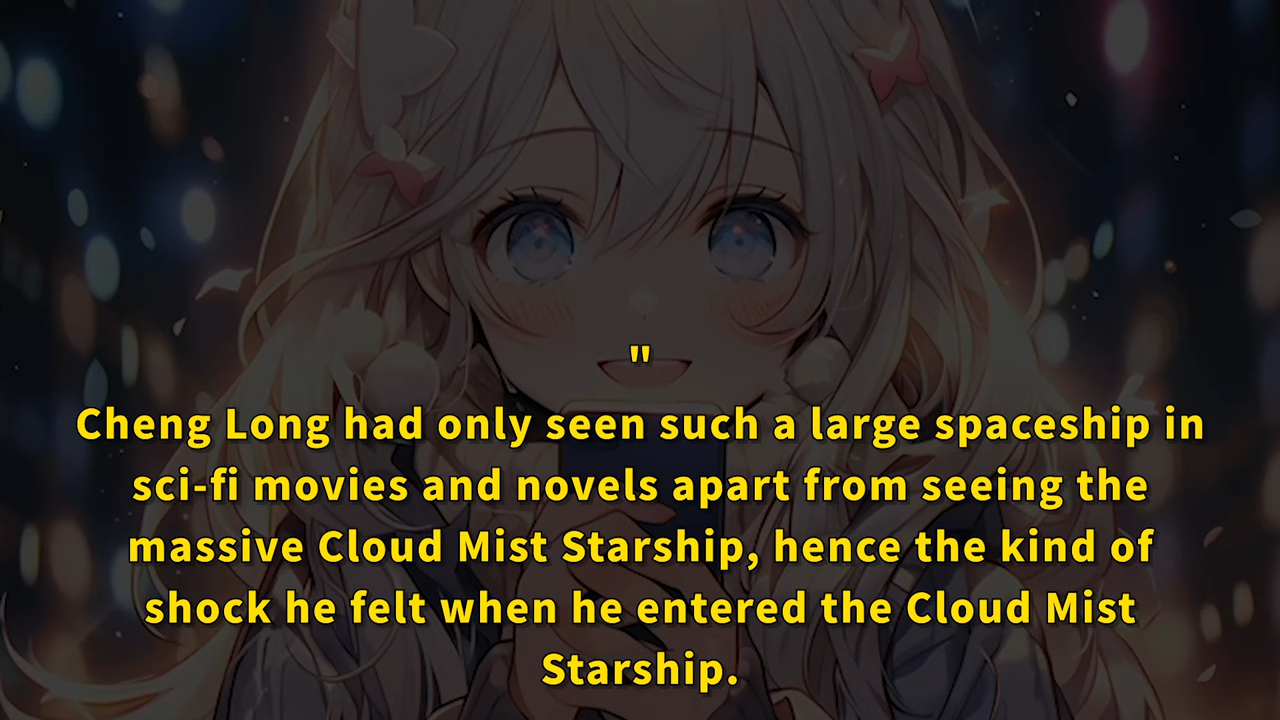 "
Cheng Long had only seen such a large spaceship in
sci-fi movies and novels apart from seeing the
massive Cloud Mist Starship, hence the kind of
shock he felt when he entered the Cloud Mist
Starship.